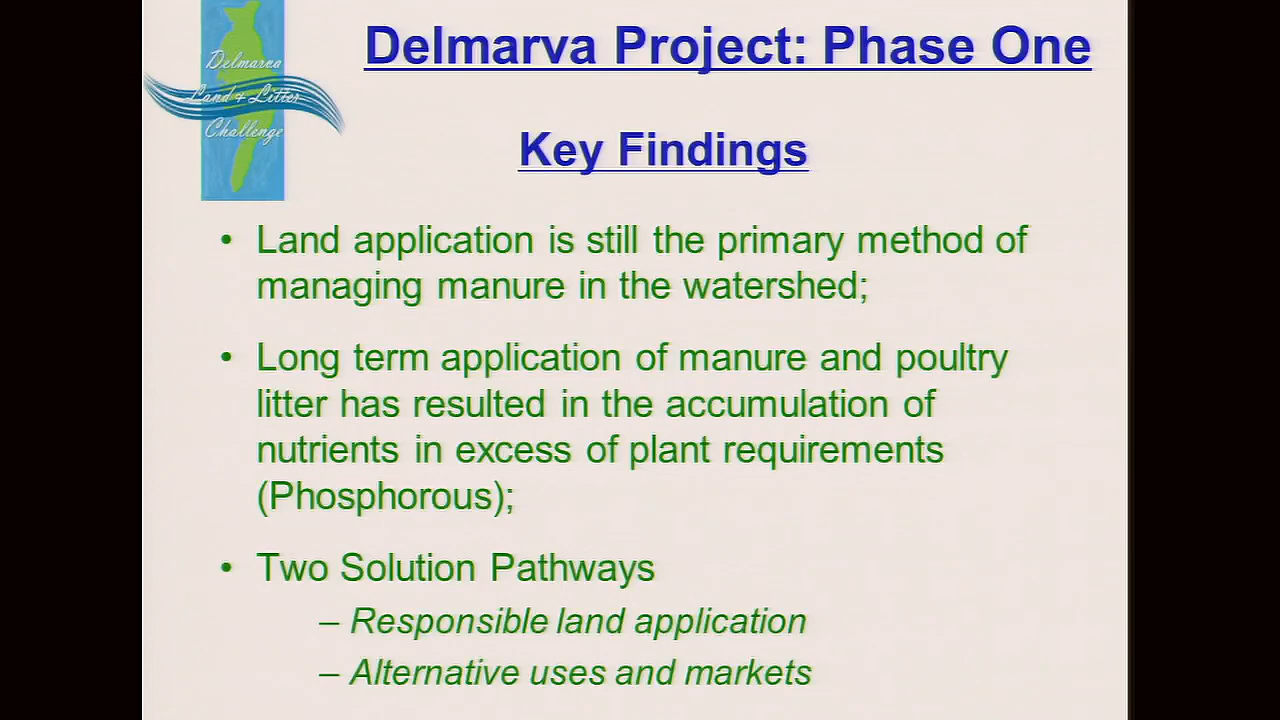 Delmarva Project: Phase One
Delmarva
Land & Litter
Challenge
Key Findings
• Land application is still the primary method of
managing manure in the watershed;
• Long term application of manure and poultry
litter has resulted in the accumulation of
nutrients in excess of plant requirements
(Phosphorous);
• Two Solution Pathways
– Responsible land application
– Alternative uses and markets